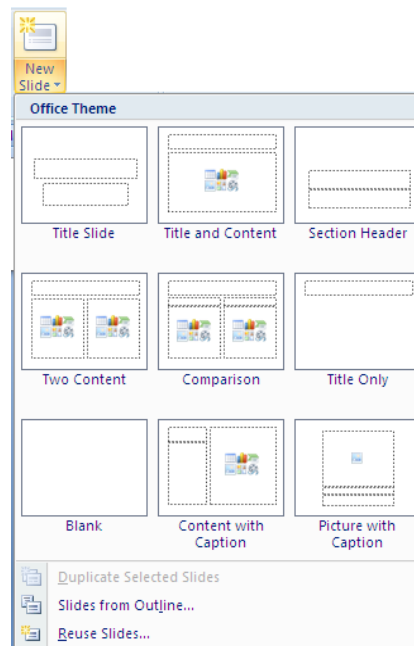 New
Slide
Office Theme
Title Slide
Title and Content
Section Header
Two Content
Comparison
Title Only
Blank
Content with
Caption
Picture with
Caption
Duplicate Selected Slides
Slides from Outline...
Reuse Slides...